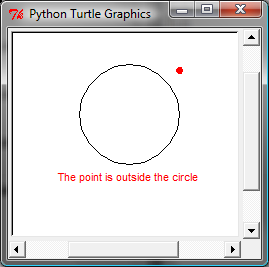 Python Turtle Graphics
The point is outside the circle